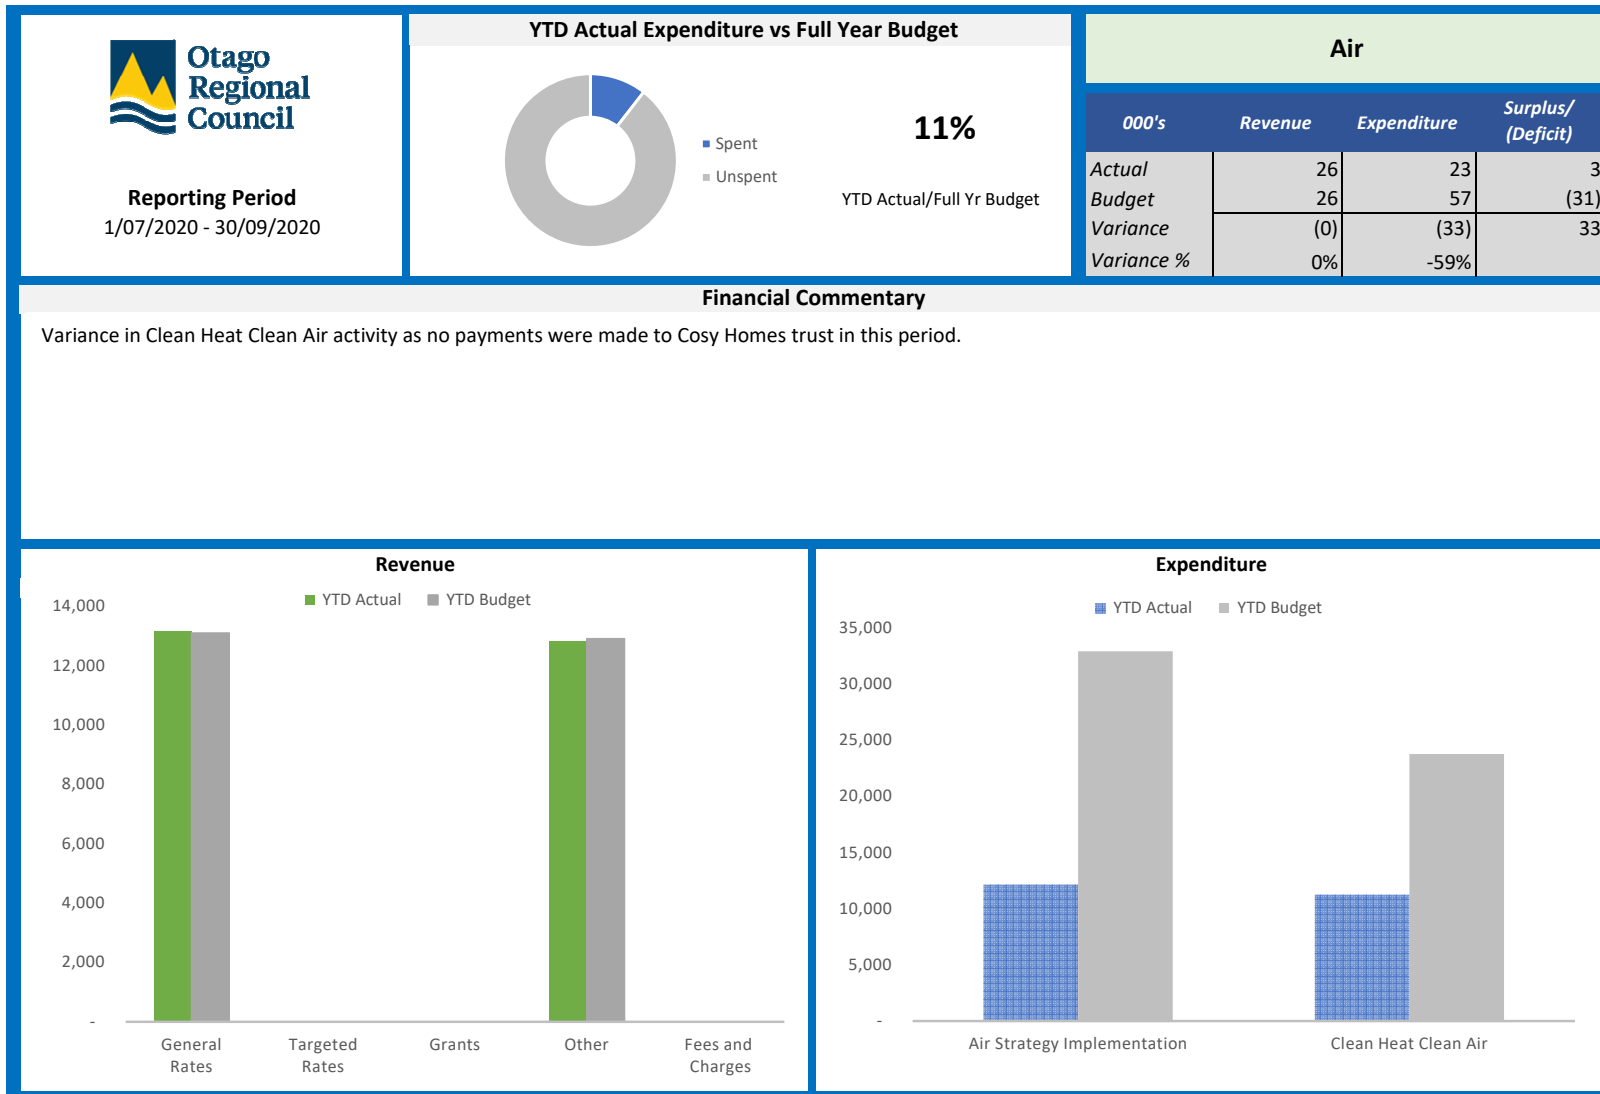 Otago
Regional
Council
Reporting Period
1/07/2020 - 30/09/2020
YTD Actual Expenditure vs Full Year Budget
Spent
Unspent
11%
YTD Actual/Full Yr Budget
Air
000's Revenue Expenditure Surplus/ (Deficit)
Actual 26 23 3
Budget 26 57 (31)
Variance (0) (33) 33
Variance % 0% -59%
Financial Commentary
Variance in Clean Heat Clean Air activity as no payments were made to Cosy Homes trust in this period.
Revenue
YTD Actual YTD Budget
14,000
12,000
10,000
8,000
6,000
4,000
2,000
-
General Rates
Targeted Rates
Grants
Other
Fees and Charges
Expenditure
YTD Actual YTD Budget
35,000
30,000
25,000
20,000
15,000
10,000
5,000
-
Air Strategy Implementation
Clean Heat Clean Air